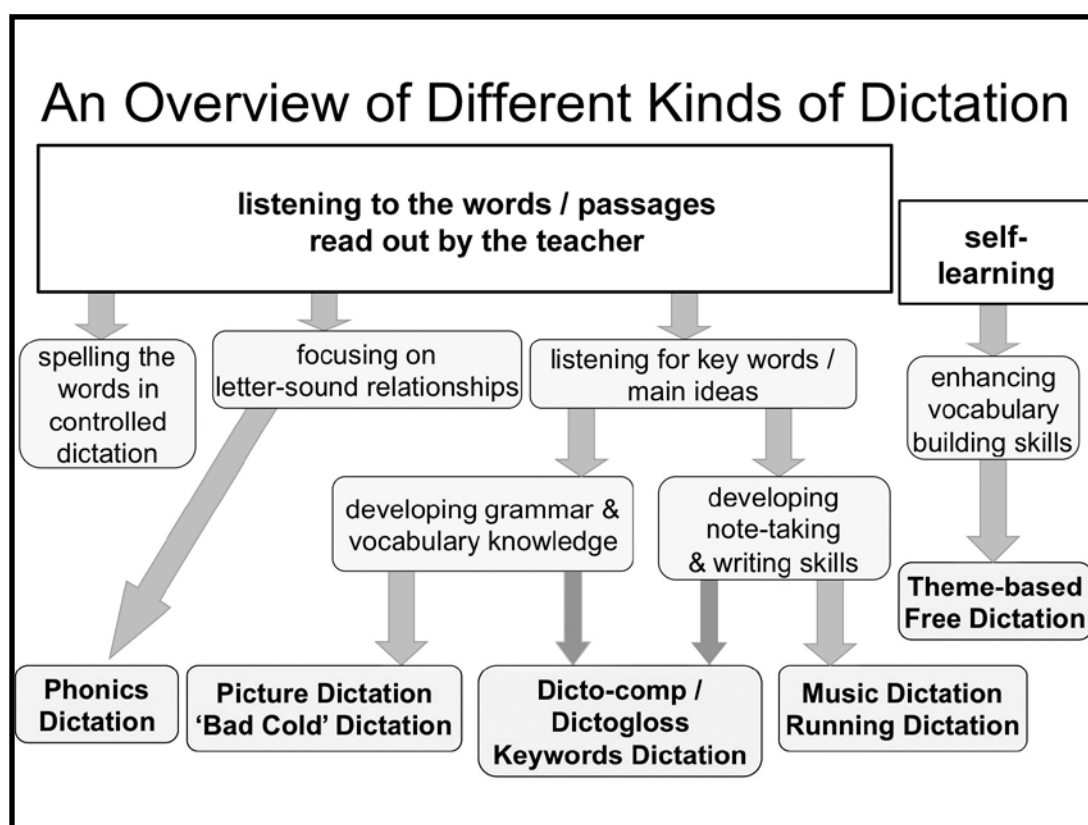 An Overview of Different Kinds of Dictation
listening to the words / passages
read out by the teacher
self-
learning
spelling the
words in
controlled
dictation
focusing on
letter-sound relationships
listening for key words /
main ideas
enhancing
vocabulary
building skills
developing grammar &
vocabulary knowledge
developing
note-taking
& writing skills
Theme-based
Free Dictation
Phonics
Dictation
Picture Dictation
‘Bad Cold’ Dictation
Dicto-comp /
Dictogloss
Keywords Dictation
Music Dictation
Running Dictation